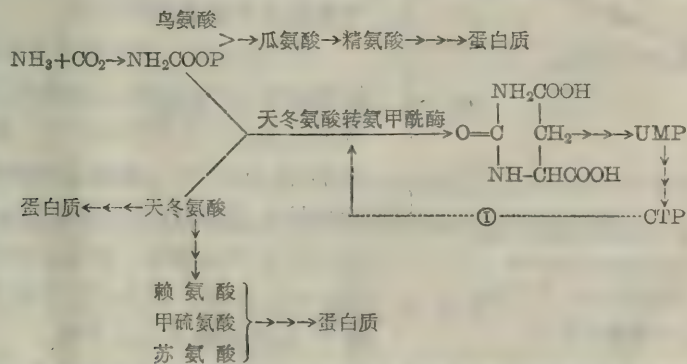 鸟氨酸
NH₃+CO₂→NH₂COOP >→瓜氨酸→精氨酸→→→蛋白质
天冬氨酸转氨甲酰酶
NH₂COOH
O=C CH₂→→→UMP
NH-CHCOOH
蛋白质←←←天冬氨酸
Ⓘ CTP
赖氨酸
甲硫氨酸 →→→蛋白质
苏氨酸